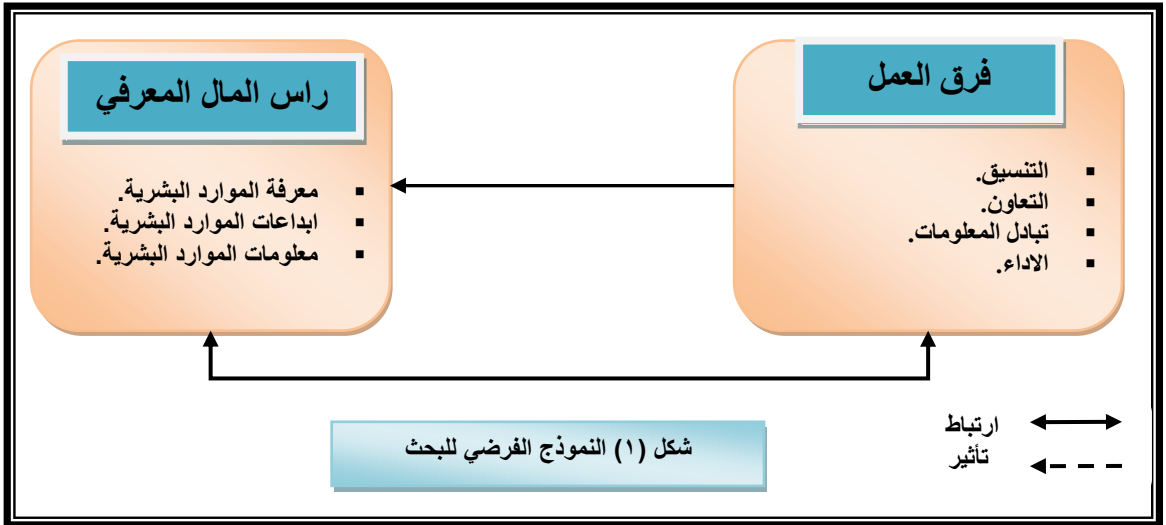 فرق العمل
▪ التنسيق.
▪ التعاون.
▪ تبادل المعلومات.
▪ الاداء.
راس المال المعرفي
▪ معرفة الموارد البشرية.
▪ ابداعات الموارد البشرية.
▪ معلومات الموارد البشرية.
ارتباط
تأثير
شكل (١) النموذج الفرضي للبحث